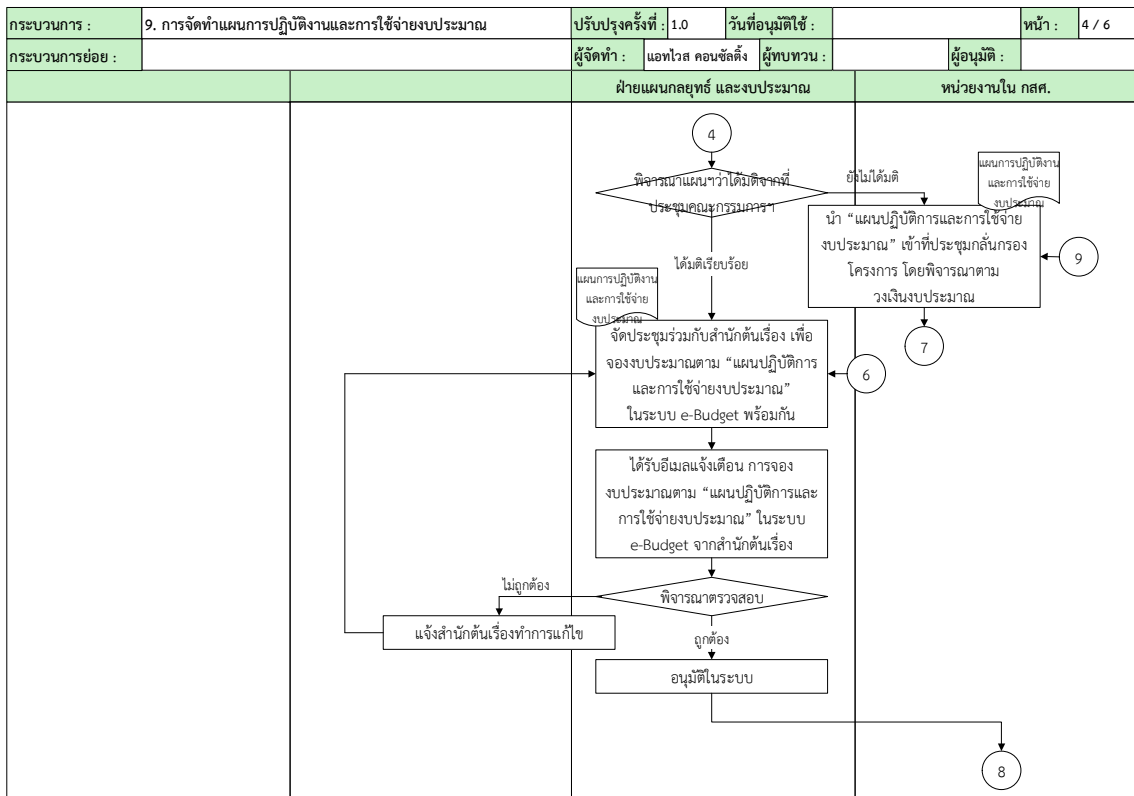 กระบวนการ : 9. การจัดทำแผนการปฏิบัติงานและการใช้จ่ายงบประมาณ ปรับปรุงครั้งที่ : 1.0 วันที่อนุมัติใช้ : หน้า : 4 / 6
กระบวนการย่อย : ผู้จัดทำ : แอทไวส คอนซัลติ้ง ผู้ทบทวน : ผู้อนุมัติ :
ฝ่ายแผนกลยุทธ์ และงบประมาณ หน่วยงานใน กสศ.
4
พิจารณาแผนฯว่าได้มติจากที่
ประชุมคณะกรรมการฯ
ยังไม่ได้มติ
แผนการปฏิบัติงาน
และการใช้จ่าย
งบประมาณ
นำ “แผนปฏิบัติการและการใช้จ่าย
งบประมาณ” เข้าที่ประชุมกลั่นกรอง
โครงการ โดยพิจารณาตาม
วงเงินงบประมาณ
9
7
ได้มติเรียบร้อย
แผนการปฏิบัติงาน
และการใช้จ่าย
งบประมาณ
จัดประชุมร่วมกับสำนักต้นเรื่อง เพื่อ
จองงบประมาณตาม “แผนปฏิบัติการ
และการใช้จ่ายงบประมาณ”
ในระบบ e-Budget พร้อมกัน
6
ได้รับอีเมลแจ้งเตือน การจอง
งบประมาณตาม “แผนปฏิบัติการและ
การใช้จ่ายงบประมาณ” ในระบบ
e-Budget จากสำนักต้นเรื่อง
ไม่ถูกต้อง
พิจารณาตรวจสอบ
แจ้งสำนักต้นเรื่องทำการแก้ไข
ถูกต้อง
อนุมัติในระบบ
8